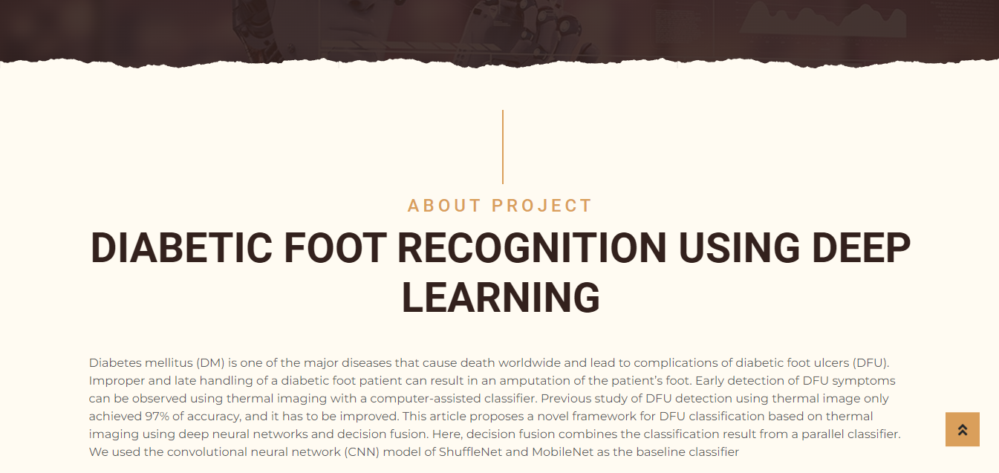 ABOUT PROJECT
DIABETIC FOOT RECOGNITION USING DEEP
LEARNING
Diabetes mellitus (DM) is one of the major diseases that cause death worldwide and lead to complications of diabetic foot ulcers (DFU).
Improper and late handling of a diabetic foot patient can result in an amputation of the patient's foot. Early detection of DFU symptoms
can be observed using thermal imaging with a computer-assisted classifier. Previous study of DFU detection using thermal image only
achieved 97% of accuracy, and it has to be improved. This article proposes a novel framework for DFU classification based on thermal
imaging using deep neural networks and decision fusion. Here, decision fusion combines the classification result from a parallel classifier.
We used the convolutional neural network (CNN) model of ShuffleNet and MobileNet as the baseline classifier